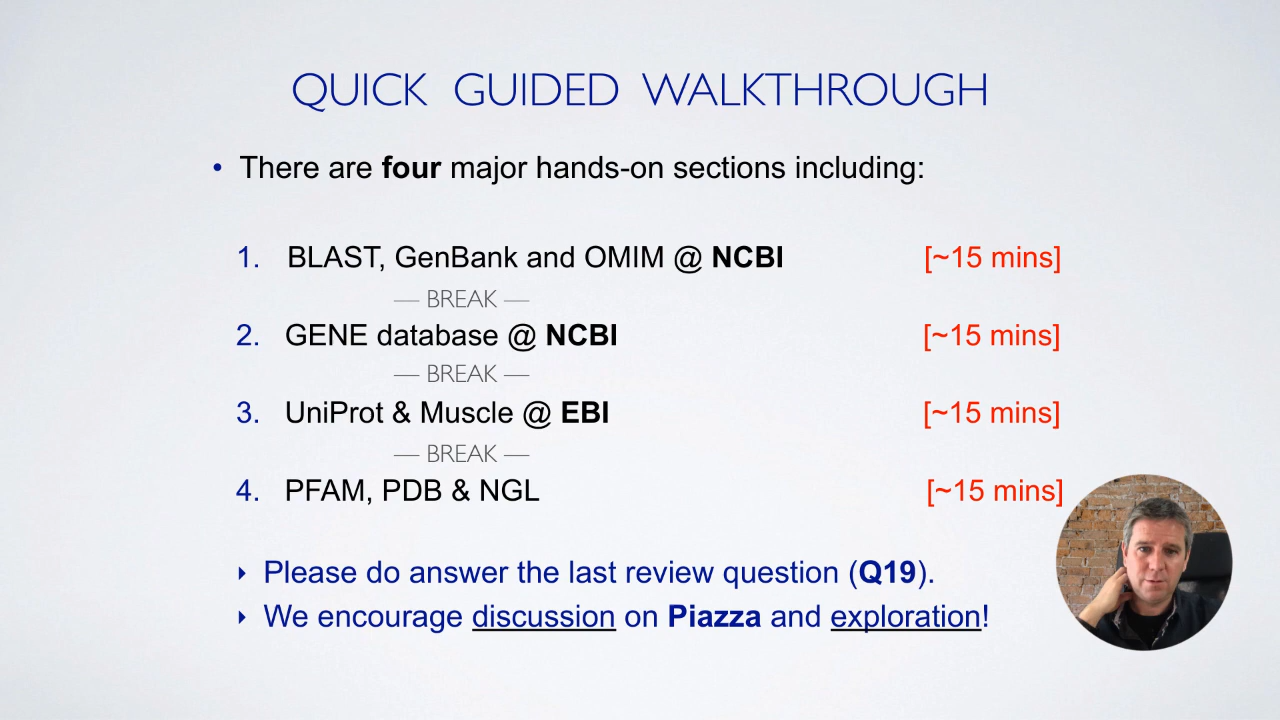 QUICK GUIDED WALKTHROUGH
• There are four major hands-on sections including:
1. BLAST, GenBank and OMIM @ NCBI [~15 mins]
— BREAK —
2. GENE database @ NCBI [~15 mins]
— BREAK —
3. UniProt & Muscle @ EBI [~15 mins]
— BREAK —
4. PFAM, PDB & NGL [~15 mins]
‣ Please do answer the last review question (Q19).
‣ We encourage discussion on Piazza and exploration!